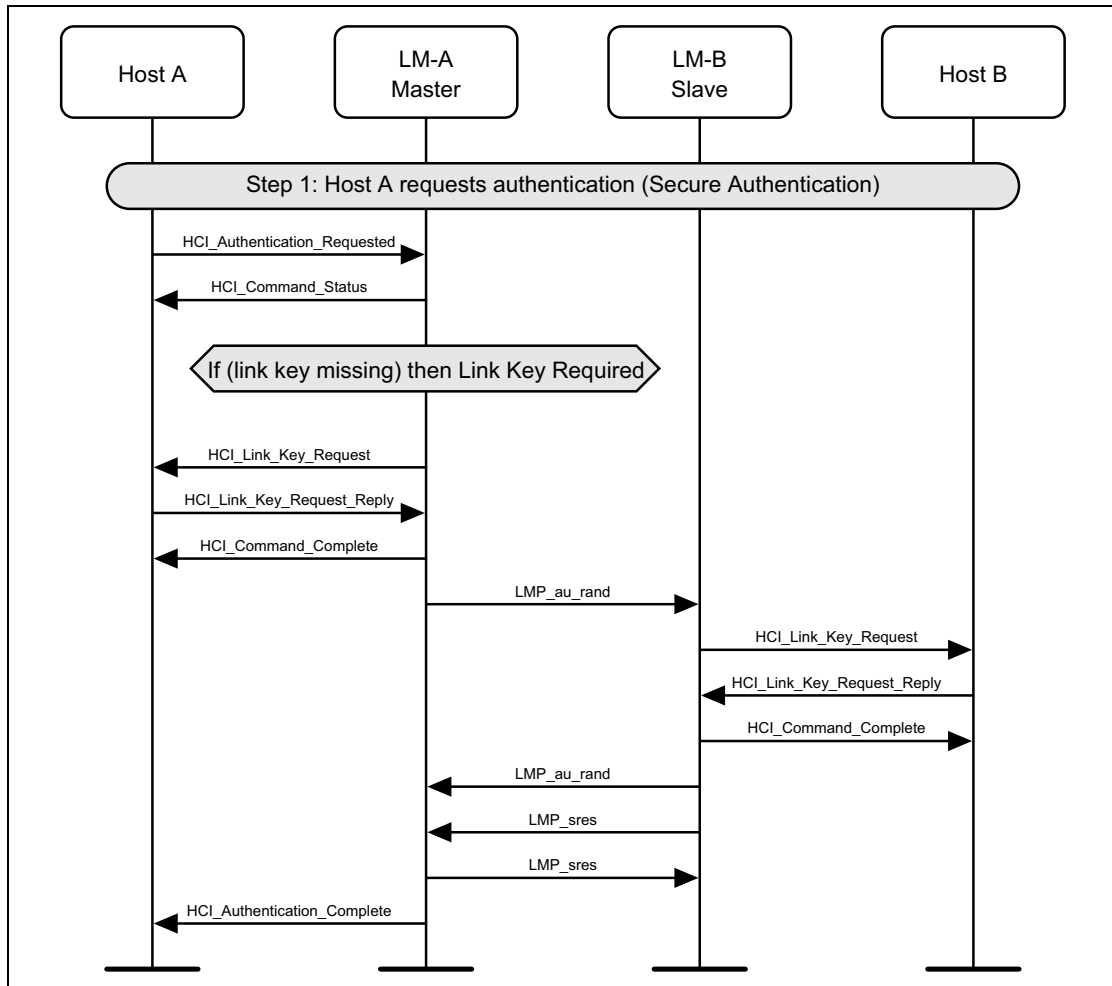 Host A
LM-A
Master
LM-B
Slave
Host B
Step 1: Host A requests authentication (Secure Authentication)
HCI_Authentication_Requested
HCI_Command_Status
If (link key missing) then Link Key Required
HCI_Link_Key_Request
HCI_Link_Key_Request_Reply
HCI_Command_Complete
LMP_au_rand
HCI_Link_Key_Request
HCI_Link_Key_Request_Reply
HCI_Command_Complete
LMP_au_rand
LMP_sres
LMP_sres
HCI_Authentication_Complete